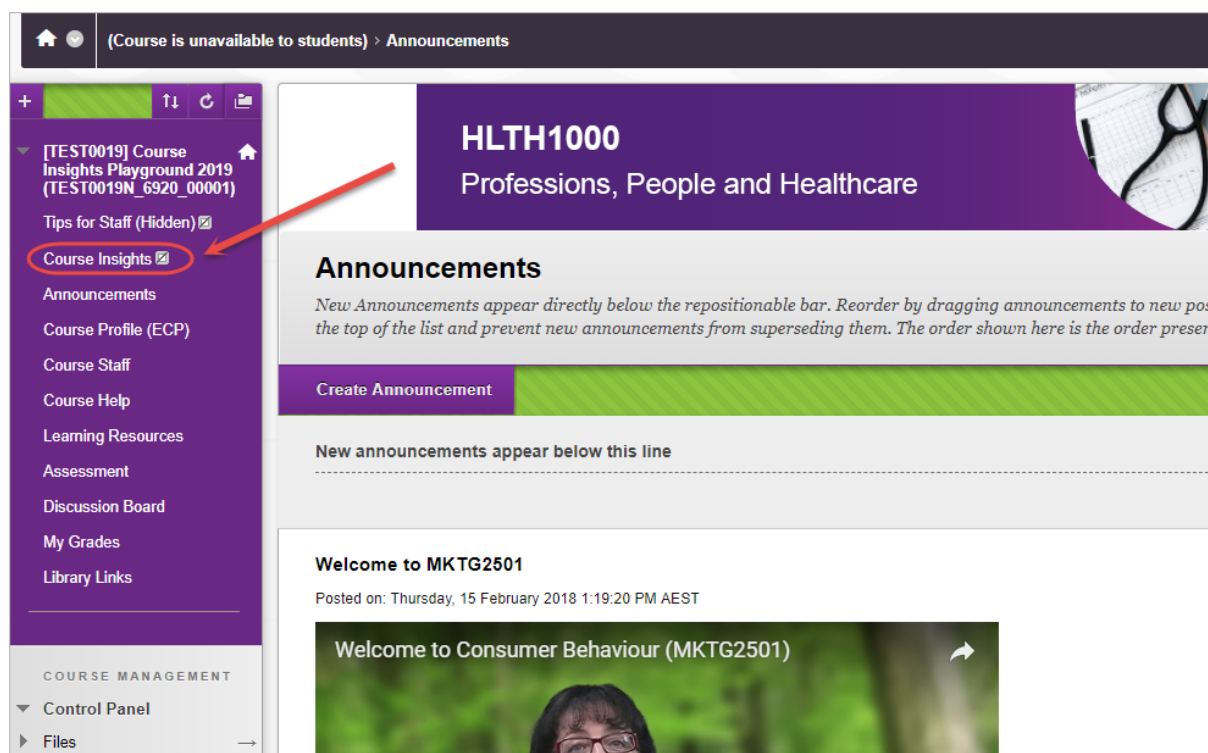 (Course is unavailable to students) > Announcements
[TEST0019] Course
Insights Playground 2019
(TEST0019N_6920_00001)
Tips for Staff (Hidden)
Course Insights
Announcements
Course Profile (ECP)
Course Staff
Course Help
Learning Resources
Assessment
Discussion Board
My Grades
Library Links
COURSE MANAGEMENT
Control Panel
Files
HLTH1000
Professions, People and Healthcare
Announcements
New Announcements appear directly below the repositionable bar. Reorder by dragging announcements to new pos
the top of the list and prevent new announcements from superseding them. The order shown here is the order presen
Create Announcement
New announcements appear below this line
Welcome to MKTG2501
Posted on: Thursday, 15 February 2018 1:19:20 PM AEST
Welcome to Consumer Behaviour (MKTG2501)